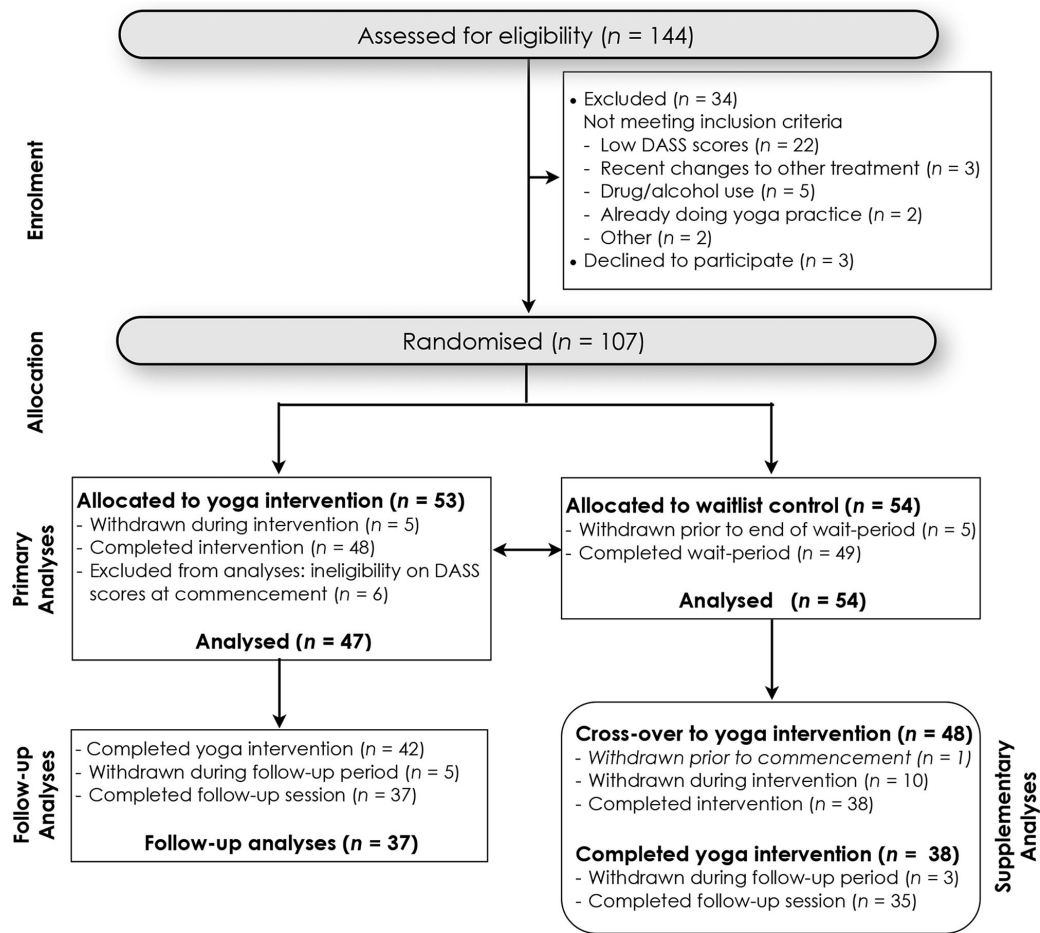 Assessed for eligibility (n = 144)
Enrolment
• Excluded (n = 34)
Not meeting inclusion criteria
- Low DASS scores (n = 22)
- Recent changes to other treatment (n = 3)
- Drug/alcohol use (n = 5)
- Already doing yoga practice (n = 2)
- Other (n = 2)
• Declined to participate (n = 3)
Allocation
Randomised (n = 107)
Primary
Analyses
Allocated to yoga intervention (n = 53)
- Withdrawn during intervention (n = 5)
- Completed intervention (n = 48)
- Excluded from analyses: ineligibility on DASS
scores at commencement (n = 6)
Analysed (n = 47)
Allocated to waitlist control (n = 54)
- Withdrawn prior to end of wait-period (n = 5)
- Completed wait-period (n = 49)
Analysed (n = 54)
Follow-up
Analyses
- Completed yoga intervention (n = 42)
- Withdrawn during follow-up period (n = 5)
- Completed follow-up session (n = 37)
Follow-up analyses (n = 37)
Cross-over to yoga intervention (n = 48)
- Withdrawn prior to commencement (n = 1)
- Withdrawn during intervention (n = 10)
- Completed intervention (n = 38)
Completed yoga intervention (n = 38)
- Withdrawn during follow-up period (n = 3)
- Completed follow-up session (n = 35)
Supplementary
Analyses